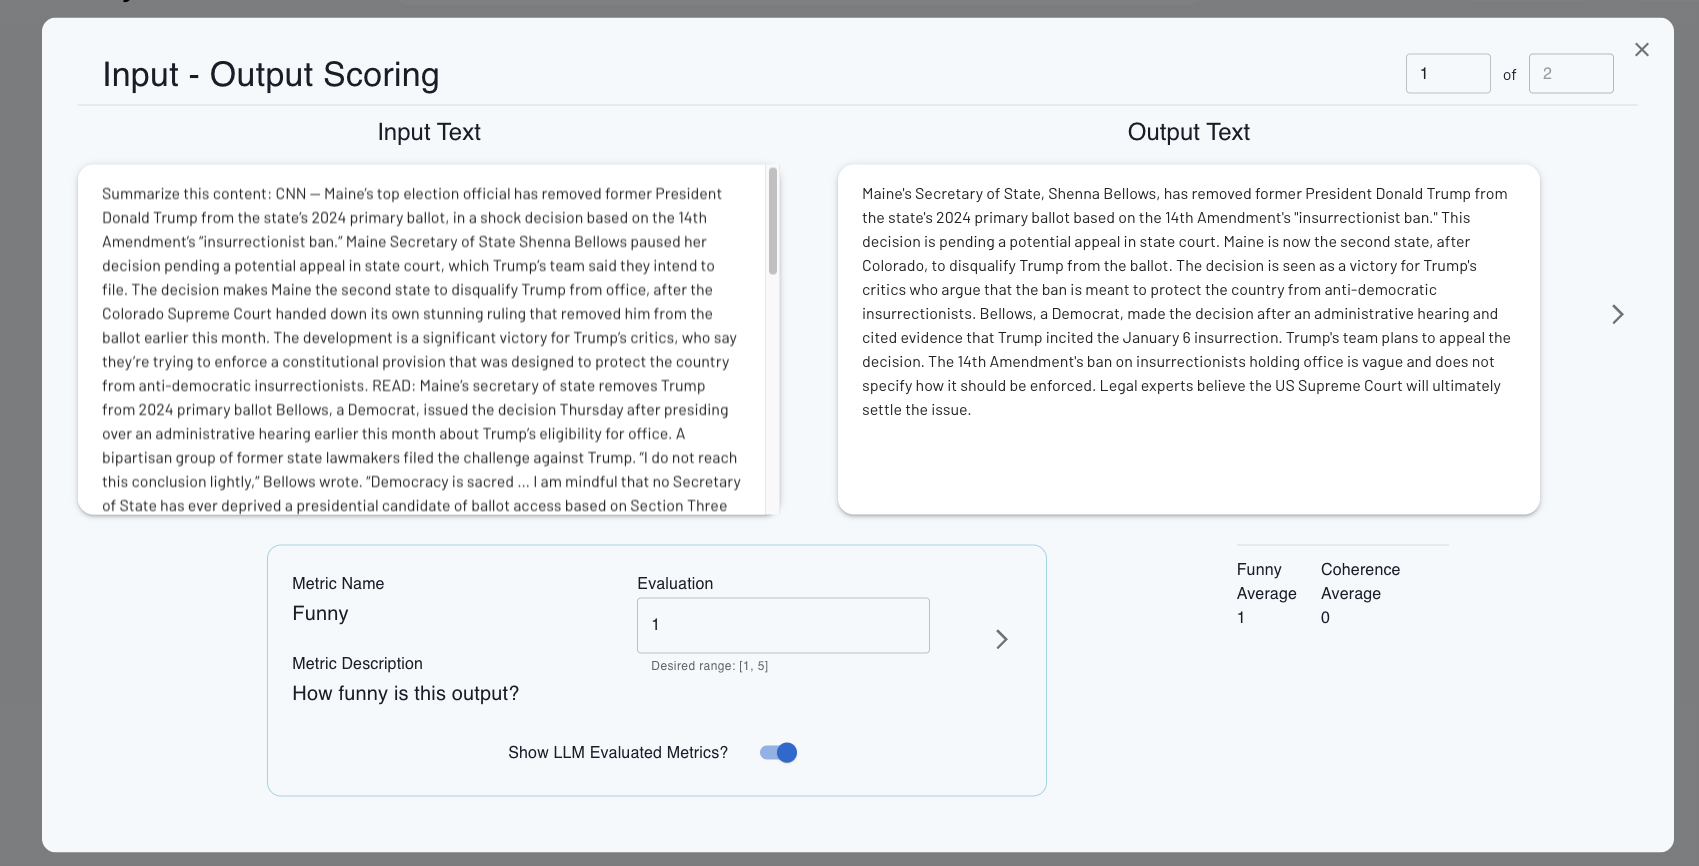 Input - Output Scoring
1 of 2
Input Text
Summarize this content: CNN — Maine’s top election official has removed former President
Donald Trump from the state’s 2024 primary ballot, in a shock decision based on the 14th
Amendment’s “insurrectionist ban.” Maine Secretary of State Shenna Bellows paused her
decision pending a potential appeal in state court, which Trump’s team said they intend to
file. The decision makes Maine the second state to disqualify Trump from office, after the
Colorado Supreme Court handed down its own stunning ruling that removed him from the
ballot earlier this month. The development is a significant victory for Trump’s critics, who say
they’re trying to enforce a constitutional provision that was designed to protect the country
from anti-democratic insurrectionists. READ: Maine’s secretary of state removes Trump
from 2024 primary ballot Bellows, a Democrat, issued the decision Thursday after presiding
over an administrative hearing earlier this month about Trump’s eligibility for office. A
bipartisan group of former state lawmakers filed the challenge against Trump. “I do not reach
this conclusion lightly,” Bellows wrote. “Democracy is sacred … I am mindful that no Secretary
of State has ever deprived a presidential candidate of ballot access based on Section Three
Output Text
Maine's Secretary of State, Shenna Bellows, has removed former President Donald Trump from
the state's 2024 primary ballot based on the 14th Amendment's "insurrectionist ban." This
decision is pending a potential appeal in state court. Maine is now the second state, after
Colorado, to disqualify Trump from the ballot. The decision is seen as a victory for Trump's
critics who argue that the ban is meant to protect the country from anti-democratic
insurrectionists. Bellows, a Democrat, made the decision after an administrative hearing and
cited evidence that Trump incited the January 6 insurrection. Trump's team plans to appeal the
decision. The 14th Amendment's ban on insurrectionists holding office is vague and does not
specify how it should be enforced. Legal experts believe the US Supreme Court will ultimately
settle the issue.
Metric Name
Funny
Metric Description
How funny is this output?
Evaluation
1
Desired range: [1, 5]
Show LLM Evaluated Metrics?
Funny Average
1
Coherence Average
0